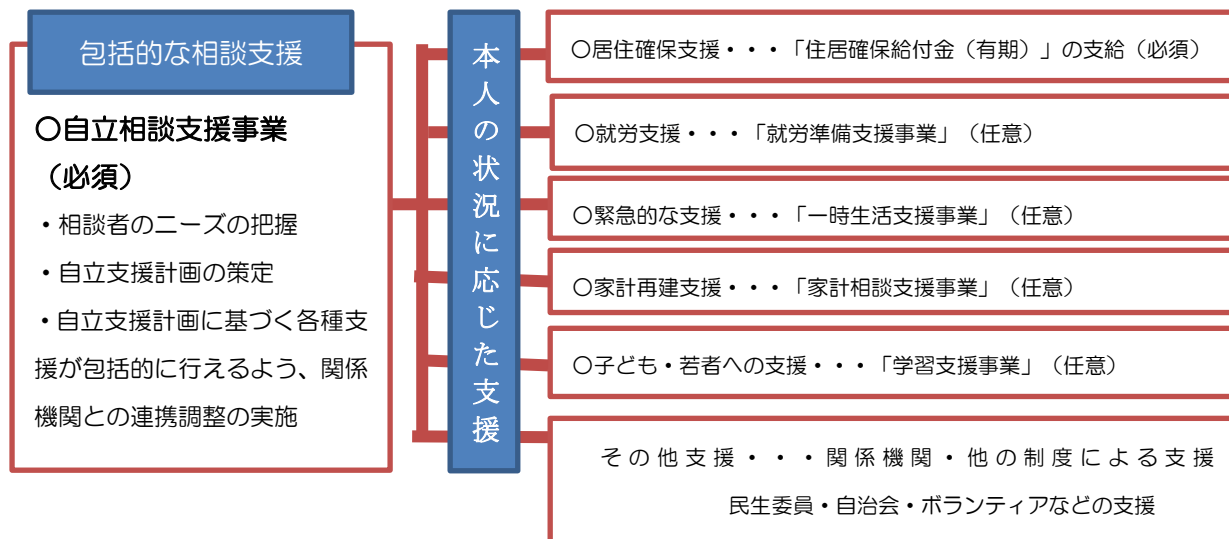 包括的な相談支援
〇自立相談支援事業
（必須）
・相談者のニーズの把握
・自立支援計画の策定
・自立支援計画に基づく各種支
援が包括的に行えるよう、関係
機関との連携調整の実施
本人の状況に応じた支援
〇居住確保支援・・・「住居確保給付金（有期）」の支給（必須）
〇就労支援・・・「就労準備支援事業」（任意）
〇緊急的な支援・・・「一時生活支援事業」（任意）
〇家計再建支援・・・「家計相談支援事業」（任意）
〇子ども・若者への支援・・・「学習支援事業」（任意）
その他支援・・・関係機関・他の制度による支援
民生委員・自治会・ボランティアなどの支援